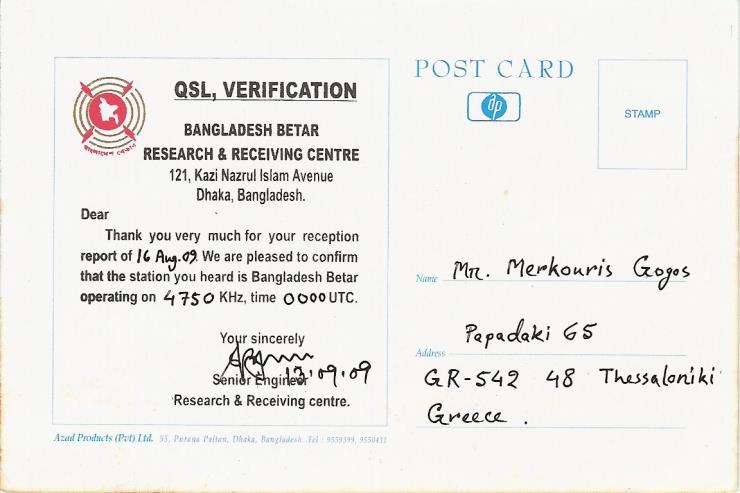 QSL, VERIFICATION
BANGLADESH BETAR
RESEARCH & RECEIVING CENTRE
121, Kazi Nazrul Islam Avenue
Dhaka, Bangladesh.
বাংলাদেশ বেতার
Dear
Thank you very much for your reception
report of 16 Aug.09. We are pleased to confirm
that the station you heard is Bangladesh Betar
operating on 4750 KHz, time 0000 UTC.
Your sincerely
13.09.09
Senior Engineer
Research & Receiving centre.
Azad Products (Pvt) Ltd. 55, Purana Paltan, Dhaka, Bangladesh. Tel : 9559599, 9550431
POST CARD
ap
STAMP
Name Mr. Merkouris Gogos
Papadaki 65
Address
GR-542 48 Thessaloniki
Greece.